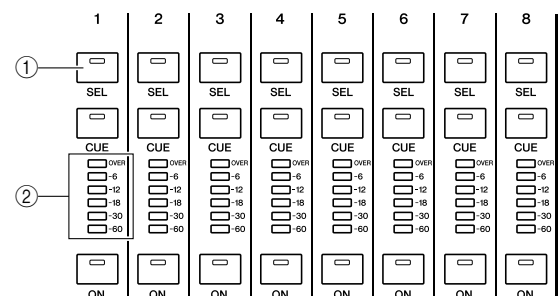 1 2 3 4 5 6 7 8
①
SEL SEL SEL SEL SEL SEL SEL SEL
CUE CUE CUE CUE CUE CUE CUE CUE
OVER OVER OVER OVER OVER OVER OVER OVER
-6 -6 -6 -6 -6 -6 -6 -6
-12 -12 -12 -12 -12 -12 -12 -12
②
-18 -18 -18 -18 -18 -18 -18 -18
-30 -30 -30 -30 -30 -30 -30 -30
-60 -60 -60 -60 -60 -60 -60 -60
ON ON ON ON ON ON ON ON